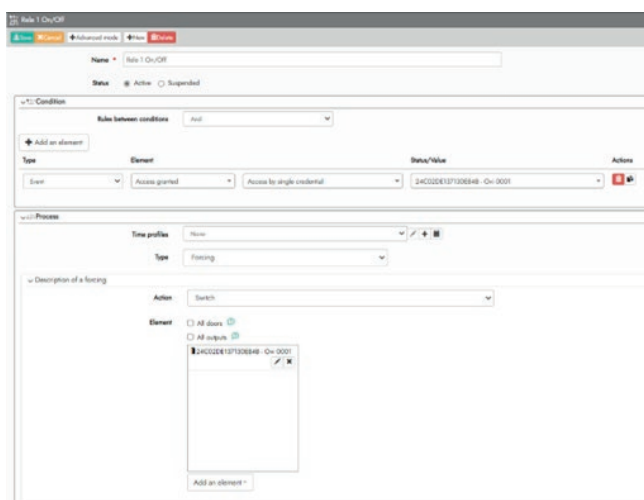 Rele 1 On/Off
Save Cancel Advanced mode New Delete
Name * Rele 1 On/Off
Status Active Suspended
Condition
Rules between conditions And
Add an element
Type Element Status/Value Actions
Event Access granted Access by single credential
Process
Time profiles None
Type Forcing
Description of a forcing
Action Switch
Element All doors
All outputs
Add an element